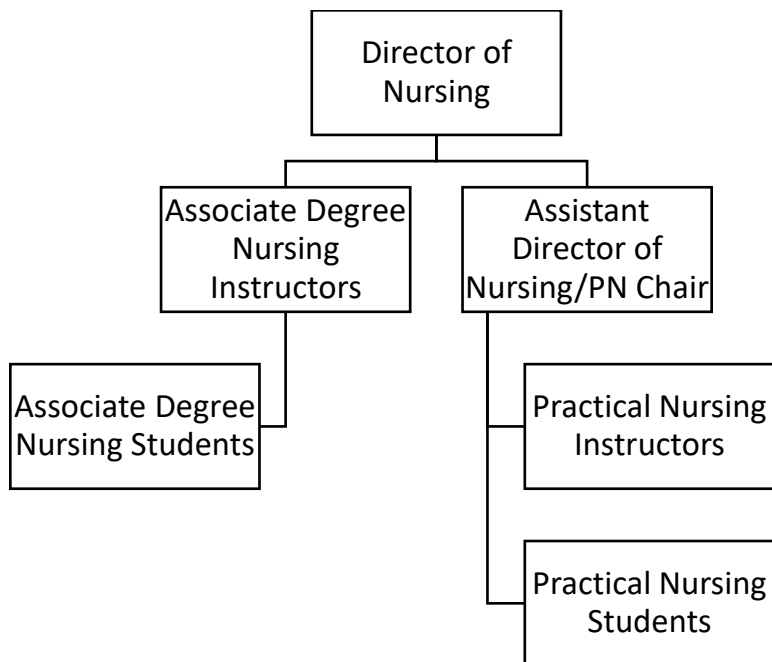 Director of
Nursing
Associate Degree
Nursing
Instructors
Assistant
Director of
Nursing/PN Chair
Associate Degree
Nursing Students
Practical Nursing
Instructors
Practical Nursing
Students